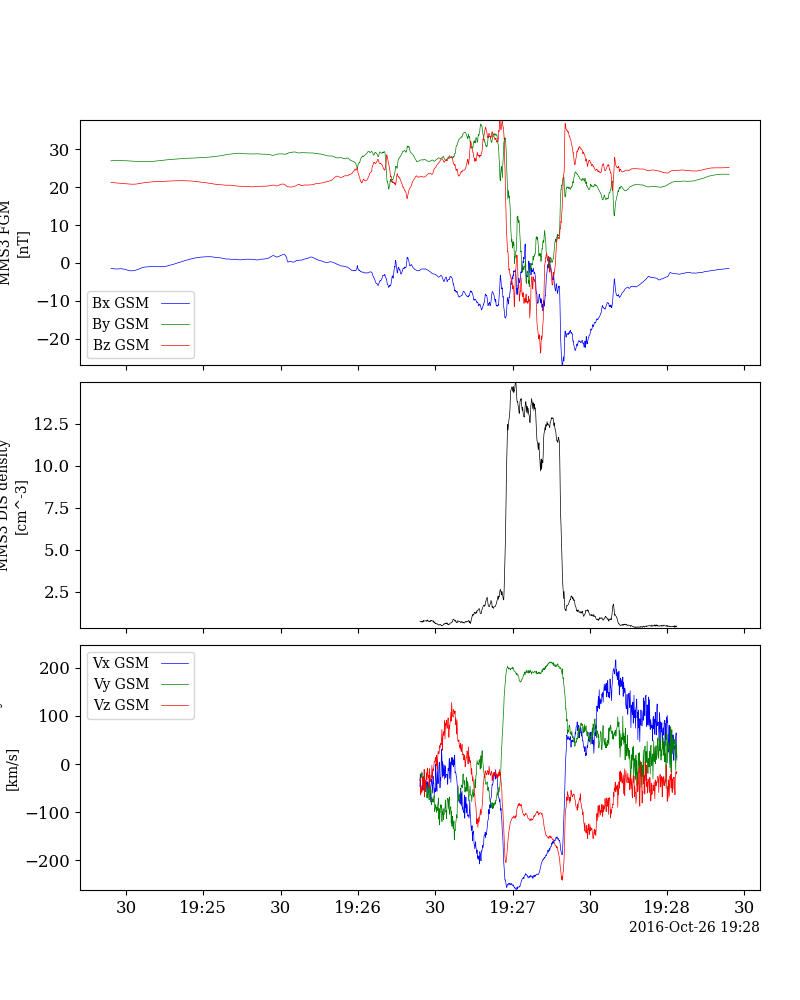 30
20
10
0
−10
−20
MMS3 FGM
[nT]
Bx GSM
By GSM
Bz GSM
12.5
10.0
7.5
5.0
2.5
MMS3 DIS density
[cm^-3]
200
100
0
−100
−200
[km/s]
Vx GSM
Vy GSM
Vz GSM
30 19:25 30 19:26 30 19:27 30 19:28 30
2016-Oct-26 19:28